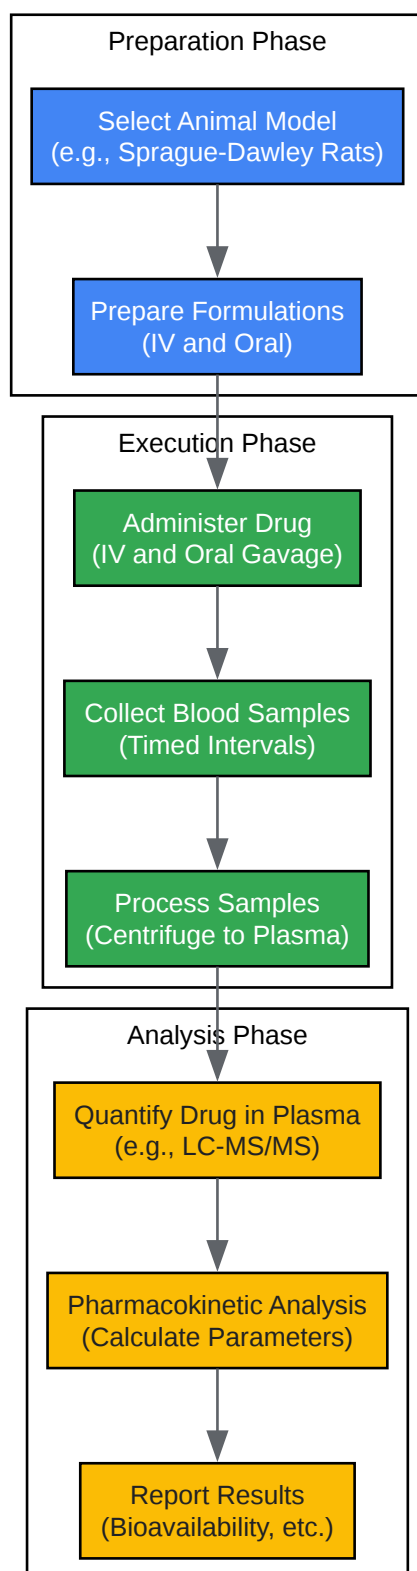 Preparation Phase
Select Animal Model
(e.g., Sprague-Dawley Rats)
Prepare Formulations
(IV and Oral)
Execution Phase
Administer Drug
(IV and Oral Gavage)
Collect Blood Samples
(Timed Intervals)
Process Samples
(Centrifuge to Plasma)
Analysis Phase
Quantify Drug in Plasma
(e.g., LC-MS/MS)
Pharmacokinetic Analysis
(Calculate Parameters)
Report Results
(Bioavailability, etc.)